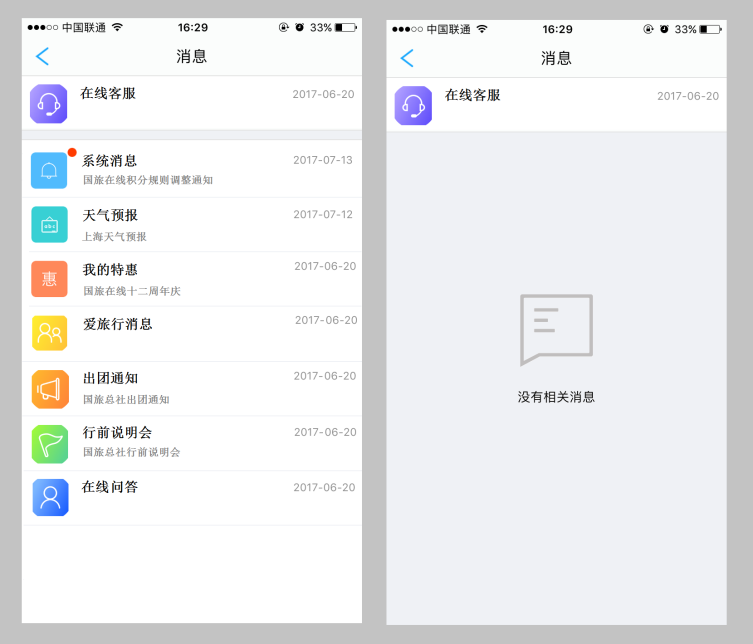 中国联通 16:29 33%
消息
在线客服 2017-06-20
系统消息 2017-07-13
国旅在线积分规则调整通知
天气预报 2017-07-12
abc
上海天气预报
我的特惠 2017-06-20
惠
国旅在线十二周年庆
爱旅行消息 2017-06-20
出团通知 2017-06-20
国旅总社出团通知
行前说明会 2017-06-20
国旅总社行前说明会
在线问答 2017-06-20
中国联通 16:29 33%
消息
在线客服 2017-06-20
没有相关消息